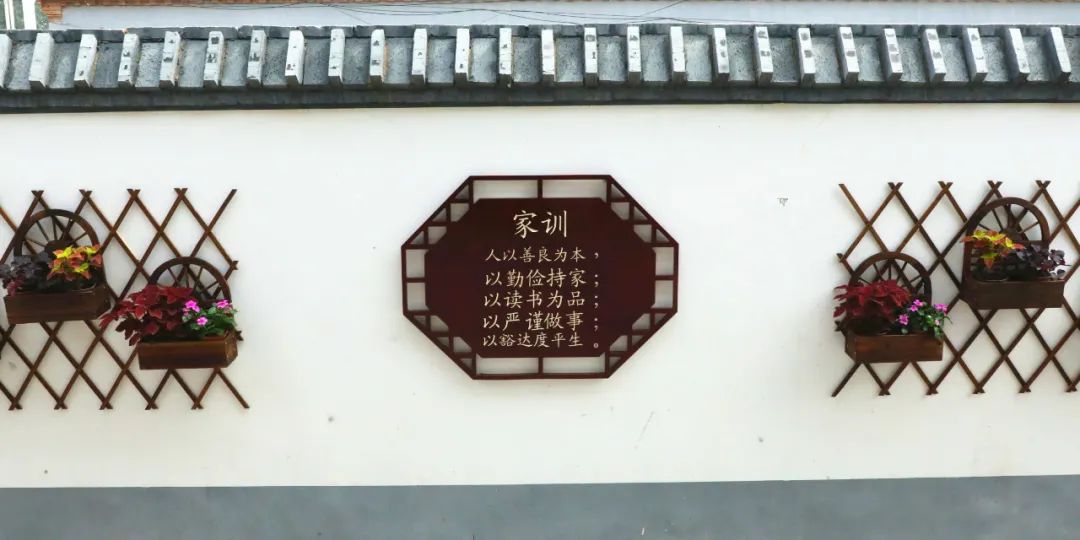 家训
人以善良为本，
以勤俭持家；
以读书为品；
以严谨做事；
以豁达度平生。